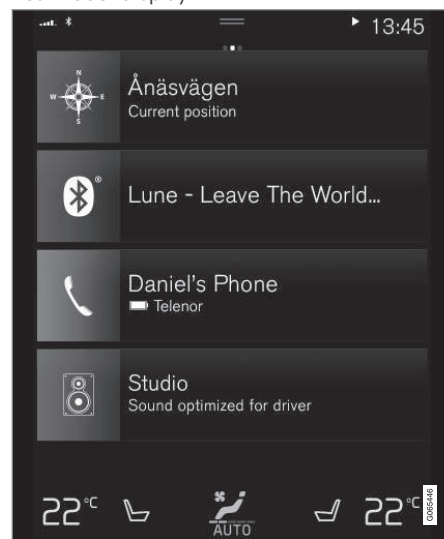 13:45
N
W E
S
Ånäsvägen
Current position
Lune - Leave The World...
Daniel's Phone
Telenor
Studio
Sound optimized for driver
22°C 22°C
AUTO
G065446